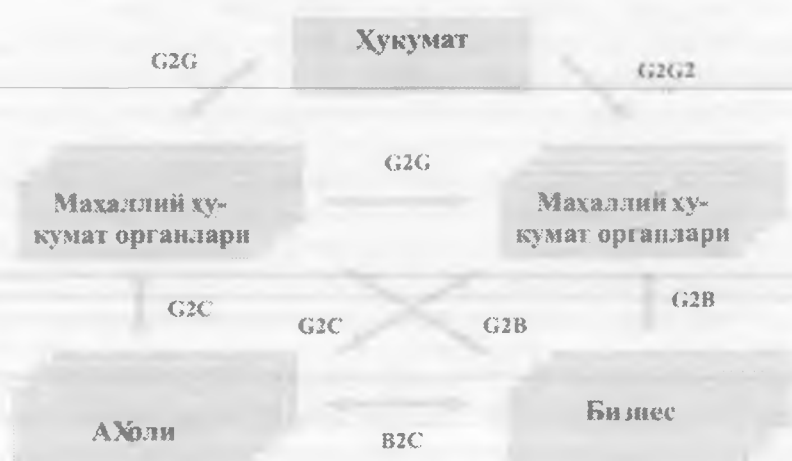 Ҳукумат
G2G
G2G2
G2G
Маҳаллий ҳу-
кумат органлари
Маҳаллий ҳу-
кумат органлари
G2C
G2C
G2B
G2B
АҲоли
B2C
Бизнес